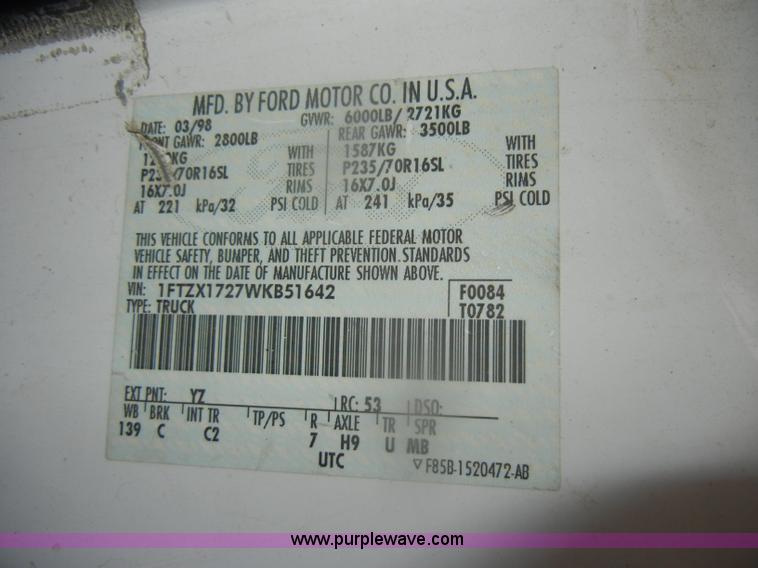 MFD. BY FORD MOTOR CO. IN U.S.A.
DATE: 03/98 GVWR: 6000LB/ 2721KG
FRONT GAWR: 2800LB REAR GAWR: 3500LB
WITH 1587KG WITH
P235/70R16SL TIRES P235/70R16SL TIRES
16X7.0J RIMS 16X7.0J RIMS
AT 221 kPa/32 PSI COLD AT 241 kPa/35 PSI COLD
THIS VEHICLE CONFORMS TO ALL APPLICABLE FEDERAL MOTOR
VEHICLE SAFETY, BUMPER, AND THEFT PREVENTION STANDARDS
IN EFFECT ON THE DATE OF MANUFACTURE SHOWN ABOVE.
VIN: 1FTZX1727WKB51642 F0084
TYPE: TRUCK T0782
EXT PNT: YZ RC: 53 DSO:
WB BRK INT TR TP/PS R AXLE TR SPR
139 C C2 7 H9 U MB
UTC
F85B-1520472-AB
www.purplewave.com